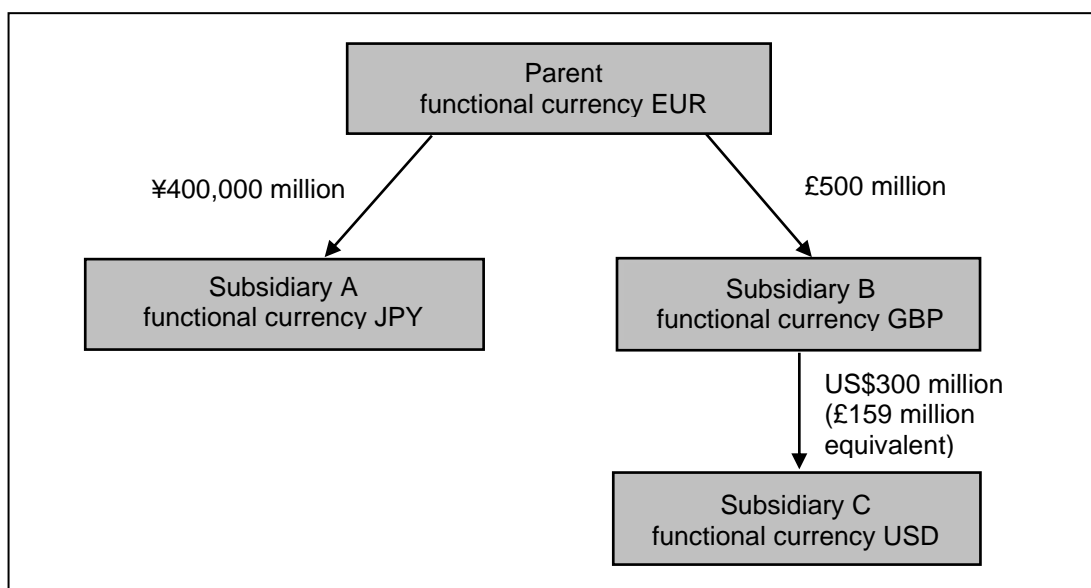 Parent
functional currency EUR
¥400,000 million
£500 million
Subsidiary A
functional currency JPY
Subsidiary B
functional currency GBP
US$300 million
(£159 million
equivalent)
Subsidiary C
functional currency USD